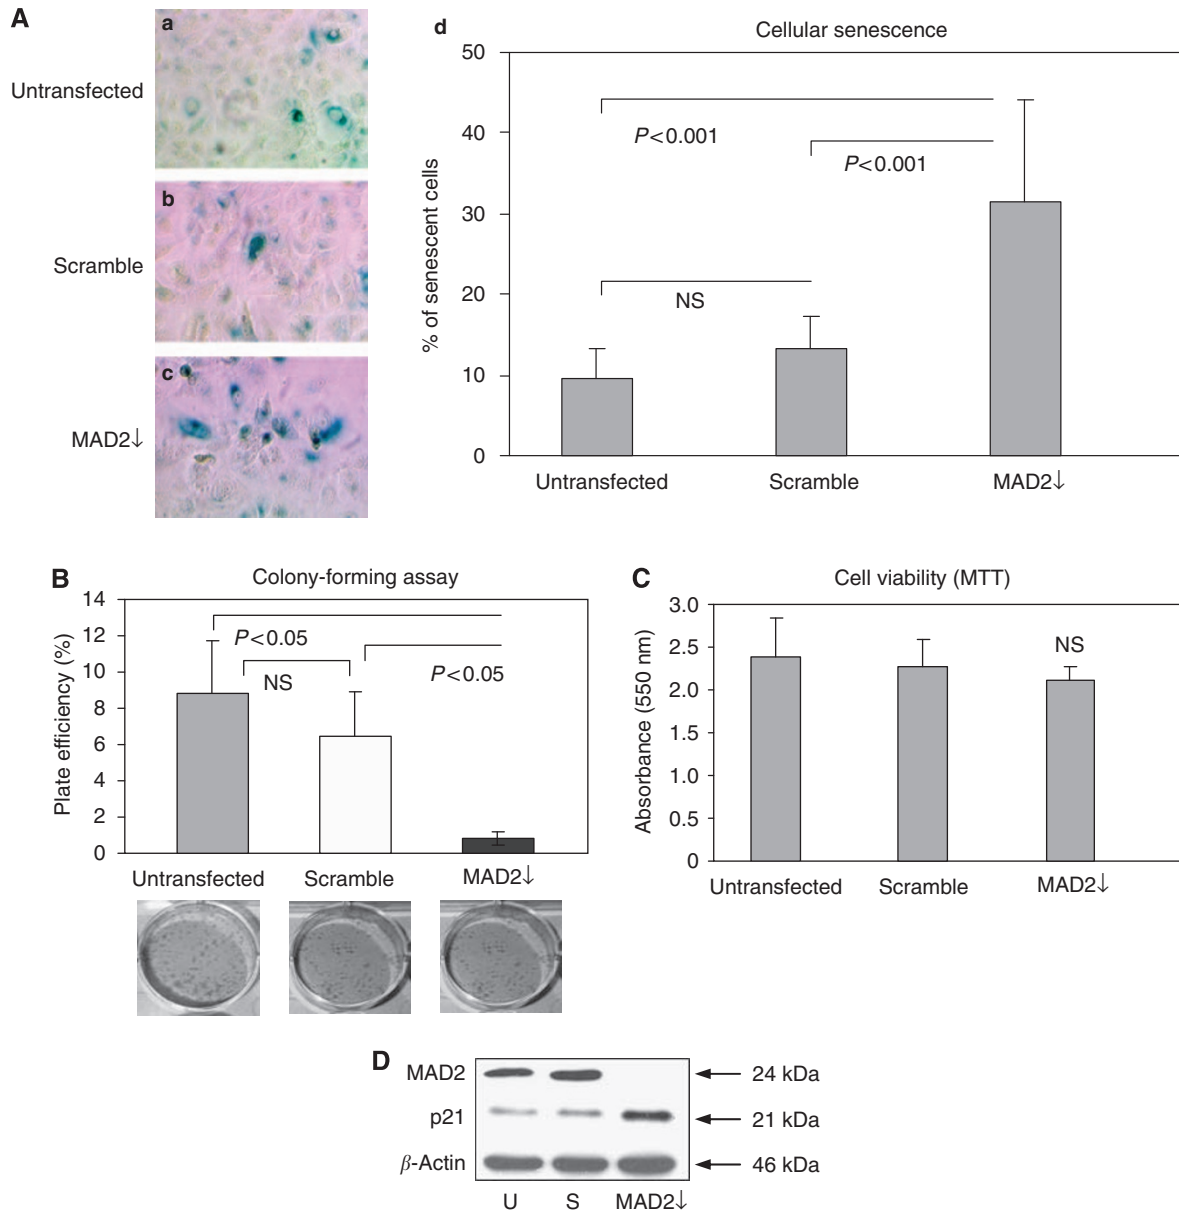 A
a
Untransfected
b
Scramble
c
MAD2↓
d
Cellular senescence
% of senescent cells
50
40
30
20
10
0
P<0.001
P<0.001
NS
Untransfected Scramble MAD2↓
B
Colony-forming assay
Plate efficiency (%)
14
12
10
8
6
4
2
0
P<0.05
NS
P<0.05
Untransfected Scramble MAD2↓
C
Cell viability (MTT)
Absorbance (550 nm)
3.0
2.5
2.0
1.5
1.0
0.5
0
NS
Untransfected Scramble MAD2↓
D
MAD2 24 kDa
p21 21 kDa
β-Actin 46 kDa
U S MAD2↓